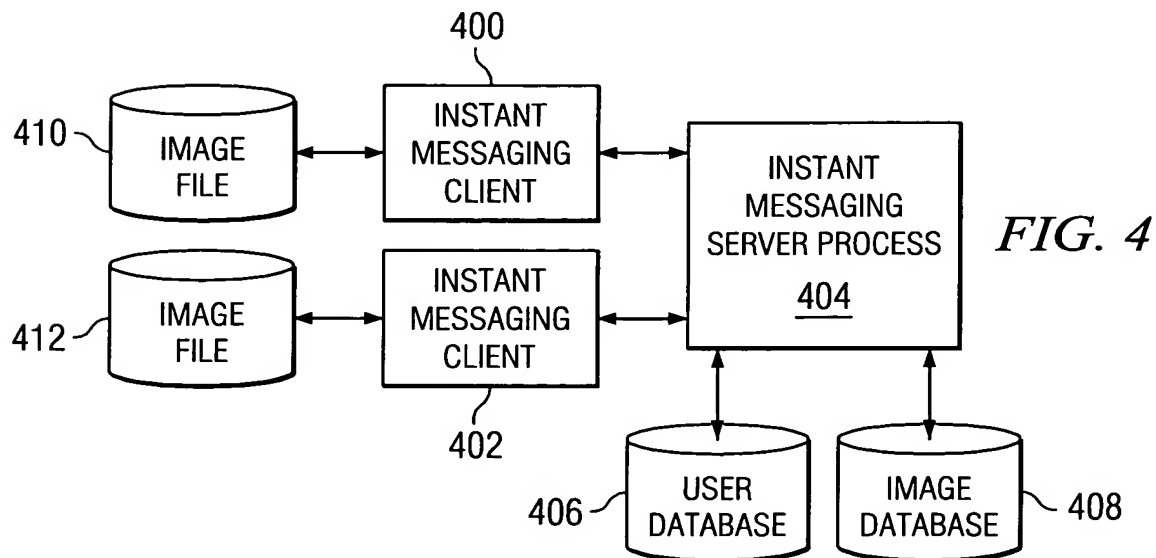 400
410
IMAGE
FILE
INSTANT
MESSAGING
CLIENT
INSTANT
MESSAGING
SERVER PROCESS
404
FIG. 4
412
IMAGE
FILE
INSTANT
MESSAGING
CLIENT
402
406
USER
DATABASE
IMAGE
DATABASE
408